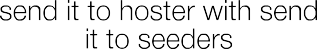 send it to hoster with send
it to seeders